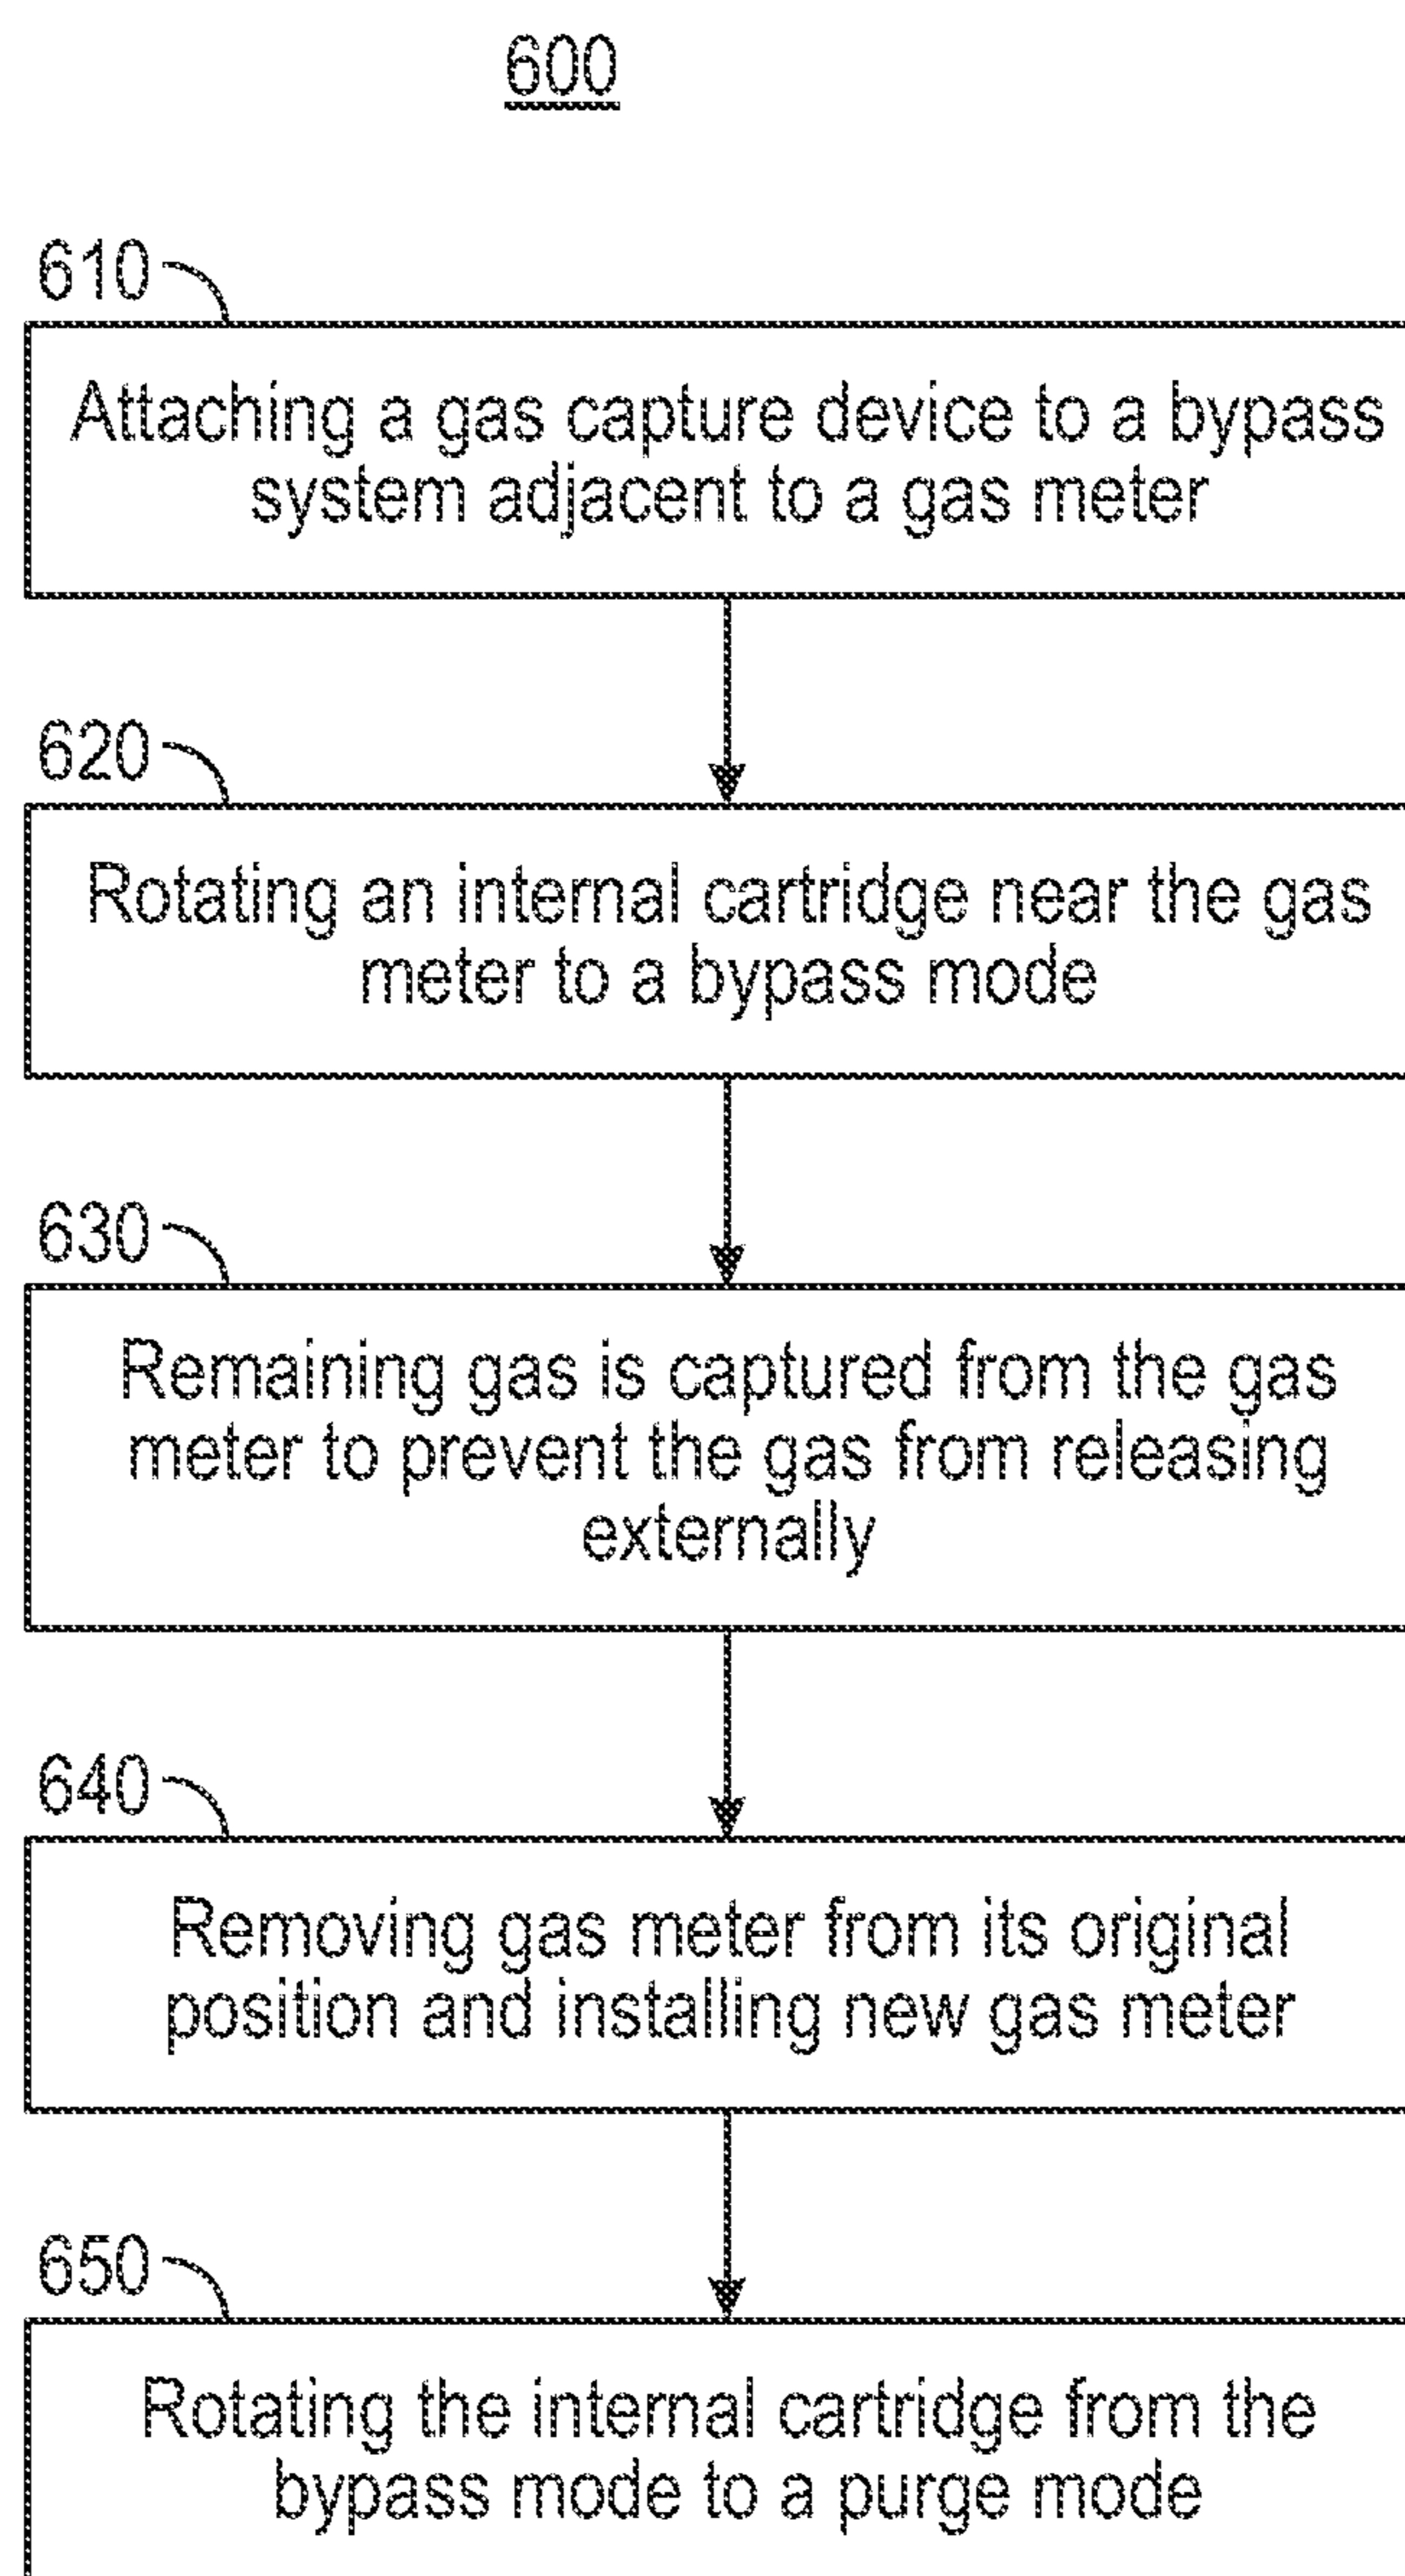 600
610
Attaching a gas capture device to a bypass
system adjacent to a gas meter
620
Rotating an internal cartridge near the gas
meter to a bypass mode
630
Remaining gas is captured from the gas
meter to prevent the gas from releasing
externally
640
Removing gas meter from its original
position and installing new gas meter
650
Rotating the internal cartridge from the
bypass mode to a purge mode